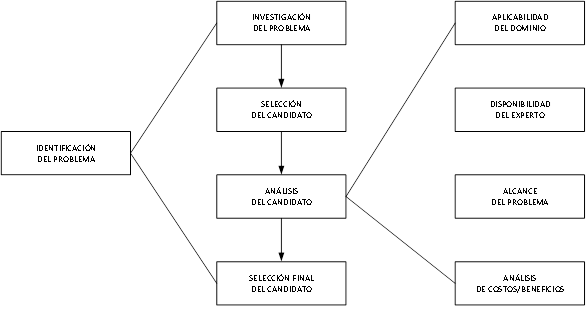 IDENTIFICACIÓN
DEL PROBLEMA
INVESTIGACIÓN
DEL PROBLEMA
SELECCIÓN
DEL CANDIDATO
ANÁLISIS
DEL CANDIDATO
SELECCIÓN FINAL
DEL CANDIDATO
APLICABILIDAD
DEL DOMINIO
DISPONIBILIDAD
DEL EXPERTO
ALCANCE
DEL PROBLEMA
ANÁLISIS
DE COSTOS/BENEFICIOS